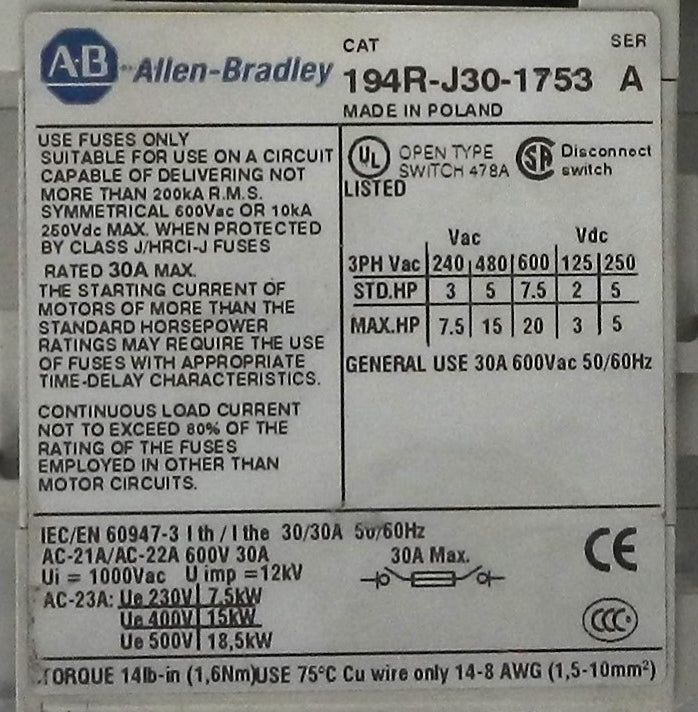 A·B Allen-Bradley
CAT SER
194R-J30-1753 A
MADE IN POLAND
USE FUSES ONLY
SUITABLE FOR USE ON A CIRCUIT
CAPABLE OF DELIVERING NOT
MORE THAN 200kA R.M.S.
SYMMETRICAL 600Vac OR 10kA
250Vdc MAX. WHEN PROTECTED
BY CLASS J/HRCI-J FUSES
RATED 30A MAX.
THE STARTING CURRENT OF
MOTORS OF MORE THAN THE
STANDARD HORSEPOWER
RATINGS MAY REQUIRE THE USE
OF FUSES WITH APPROPRIATE
TIME-DELAY CHARACTERISTICS.
CONTINUOUS LOAD CURRENT
NOT TO EXCEED 80% OF THE
RATING OF THE FUSES
EMPLOYED IN OTHER THAN
MOTOR CIRCUITS.
UL OPEN TYPE
SWITCH 478A
LISTED
SA Disconnect
switch
Vac Vdc
3PH Vac 240 480 600 125 250
STD.HP 3 5 7.5 2 5
MAX.HP 7.5 15 20 3 5
GENERAL USE 30A 600Vac 50/60Hz
IEC/EN 60947-3 I th / I the 30/30A 50/60Hz
AC-21A/AC-22A 600V 30A
Ui = 1000Vac U imp =12kV
AC-23A: Ue 230V 7.5kW
Ue 400V 15kW
Ue 500V 18,5kW
30A Max.
CE
CCC
TORQUE 14lb-in (1,6Nm)USE 75°C Cu wire only 14-8 AWG (1,5-10mm²)